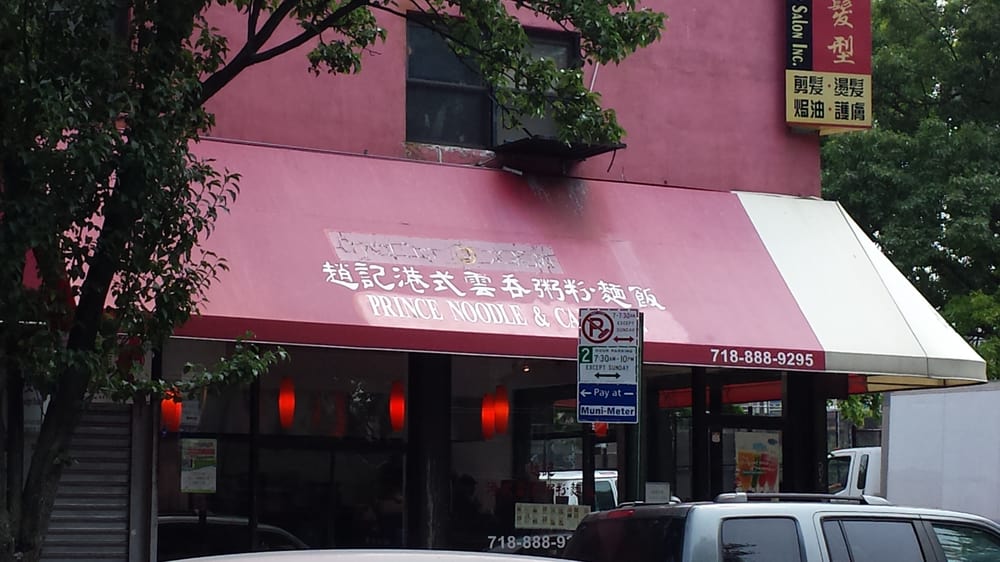 Salon Inc.
髮型
剪髮·燙髮
焗油·護膚
趙記港式雲吞粥粉麵飯
PRINCE NOODLE & CA
718-888-9295
7-7:30AM
EXCEPT
SUNDAY
2 HOUR PARKING
7:30AM-10PM
EXCEPT SUNDAY
Pay at
Muni-Meter
718-888-92